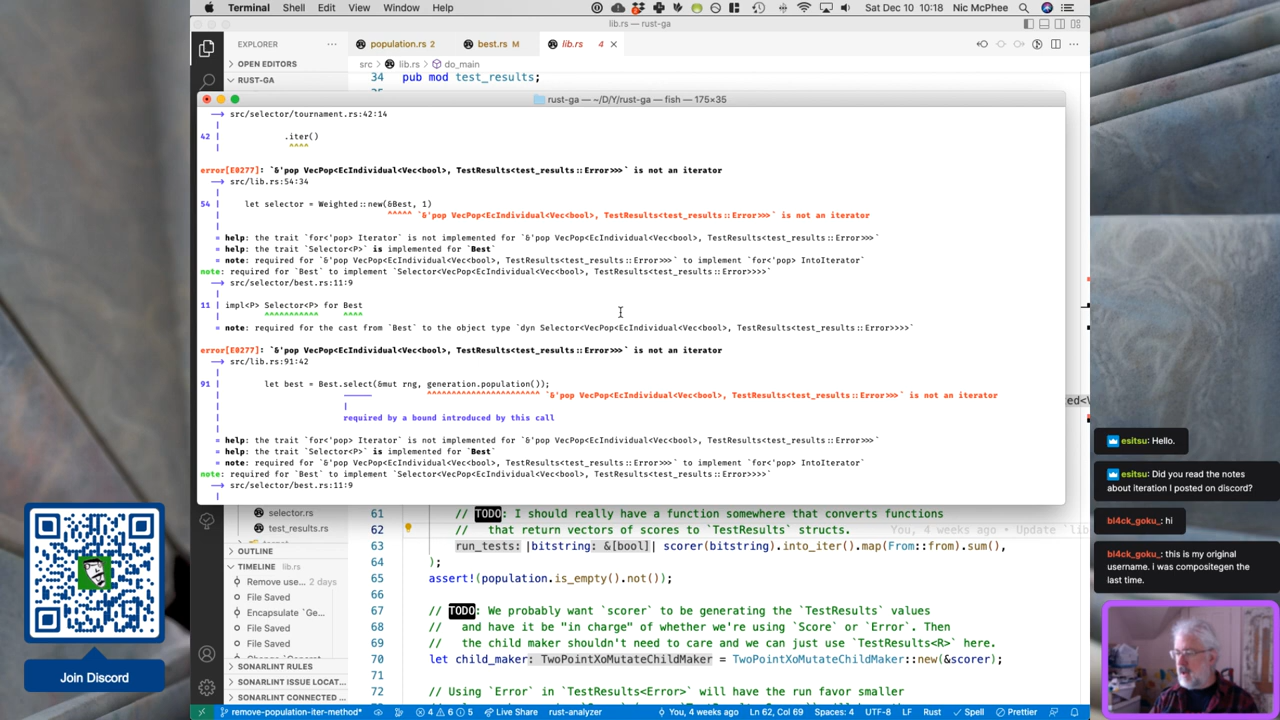 Terminal Shell Edit View Window Help Sat Dec 10 10:18 Nic McPhee
lib.rs — rust-ga
EXPLORER
population.rs 2 best.rs M lib.rs 4
OPEN EDITORS
RUST-GA
src > lib.rs > do_main
34 pub mod test_results;
rust-ga — ~/D/Y/rust-ga — fish — 175×35
src/selector/tournament.rs:42:14
42 | .iter()
^^^^
error[E0277]: `&'pop VecPop<EcIndividual<Vec<bool>, TestResults<test_results::Error>>>` is not an iterator
src/lib.rs:54:34
54 | let selector = Weighted::new(&Best, 1)
^^^^^ `&'pop VecPop<EcIndividual<Vec<bool>, TestResults<test_results::Error>>>` is not an iterator
= help: the trait `for<'pop> Iterator` is not implemented for `&'pop VecPop<EcIndividual<Vec<bool>, TestResults<test_results::Error>>>`
= help: the trait `Selector<P>` is implemented for `Best`
= note: required for `&'pop VecPop<EcIndividual<Vec<bool>, TestResults<test_results::Error>>>` to implement `for<'pop> IntoIterator`
note: required for `Best` to implement `Selector<VecPop<EcIndividual<Vec<bool>, TestResults<test_results::Error>>>>`
src/selector/best.rs:11:9
11 | impl<P> Selector<P> for Best
^^^^^^^^^^^ ^^^^
= note: required for the cast from `Best` to the object type `dyn Selector<VecPop<EcIndividual<Vec<bool>, TestResults<test_results::Error>>>>`
error[E0277]: `&'pop VecPop<EcIndividual<Vec<bool>, TestResults<test_results::Error>>>` is not an iterator
src/lib.rs:91:42
91 | let best = Best.select(&mut rng, generation.population());
^^^^^^^^^^^^^^^^^^^^^^^ `&'pop VecPop<EcIndividual<Vec<bool>, TestResults<test_results::Error>>>` is not an iterator
required by a bound introduced by this call
= help: the trait `for<'pop> Iterator` is not implemented for `&'pop VecPop<EcIndividual<Vec<bool>, TestResults<test_results::Error>>>`
= help: the trait `Selector<P>` is implemented for `Best`
= note: required for `&'pop VecPop<EcIndividual<Vec<bool>, TestResults<test_results::Error>>>` to implement `for<'pop> IntoIterator`
note: required for `Best` to implement `Selector<VecPop<EcIndividual<Vec<bool>, TestResults<test_results::Error>>>>`
src/selector/best.rs:11:9
selector.rs
test_results.rs
OUTLINE
TIMELINE lib.rs
Remove use... 2 days
File Saved
Encapsulate `Ge...
File Saved
File Saved
SONARLINT RULES
SONARLINT ISSUE LOCAT...
SONARLINT CONNECTED ...
61 // TODO: I should really have a function somewhere that converts functions
62 // that return vectors of scores to `TestResults` structs. You, 4 weeks ago • Update `lib
63 run_tests: |bitstring: &[bool]| scorer(bitstring).into_iter().map(From::from).sum(),
64 );
65 assert!(population.is_empty().not());
66
67 // TODO: We probably want `scorer` to be generating the `TestResults` values
68 // and have it be "in charge" of whether we're using `Score` or `Error`. Then
69 // the child maker shouldn't need to care and we can just use `TestResults<R>` here.
70 let child_maker: TwoPointXoMutateChildMaker = TwoPointXoMutateChildMaker::new(&scorer);
71
72 // Using `Error` in `TestResults<Error>` will have the run favor smaller
remove-population-iter-method* 4 6 5 Live Share rust-analyzer You, 4 weeks ago Ln 62, Col 69 Spaces: 4 UTF-8 LF Rust Spell Prettier
esitsu: Hello.
esitsu: Did you read the notes
about iteration I posted on discord?
bl4ck_goku_: hi
bl4ck_goku_: this is my original
username. i was compositegen the
last time.
Join Discord